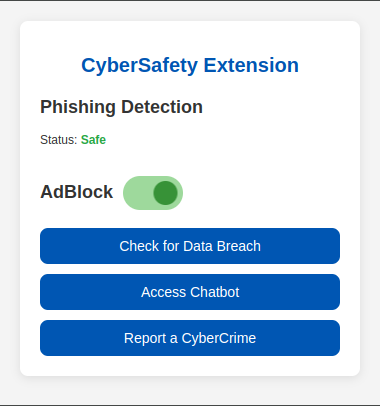 CyberSafety Extension
Phishing Detection
Status: Safe
AdBlock
Check for Data Breach
Access Chatbot
Report a CyberCrime